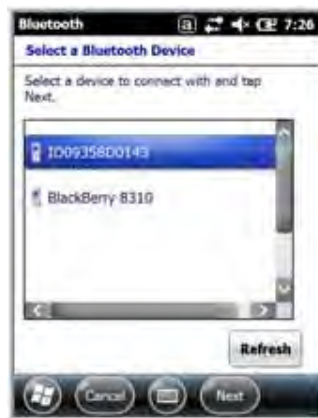 Bluetooth a 7:26
Select a Bluetooth Device
Select a device to connect with and tap
Next.
ID09358D0143
BlackBerry 8310
Refresh
Cancel Next